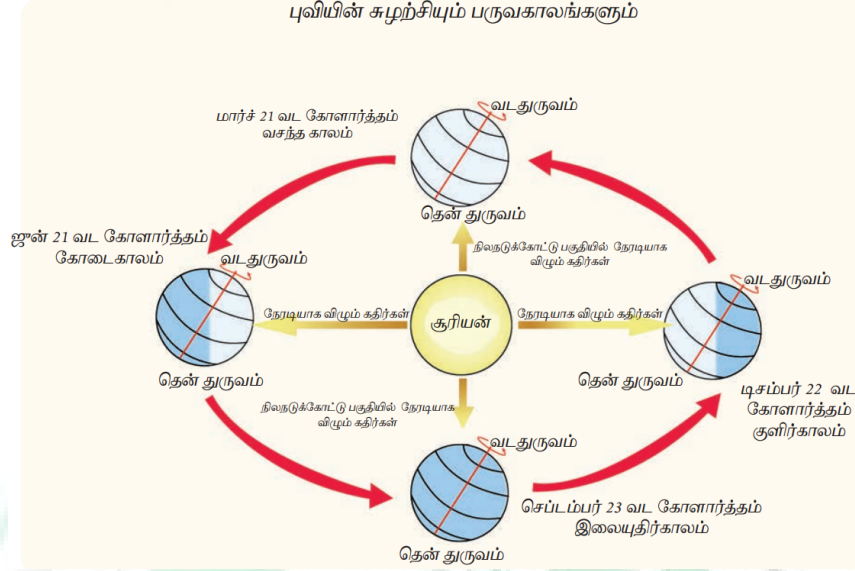 புவியின் சுழற்சியும் பருவகாலங்களும்
வடதுருவம்
மார்ச் 21 வட கோளார்த்தம்
வசந்த காலம்
தென் துருவம்
ஜுன் 21 வட கோளார்த்தம்
கோடைகாலம்
வடதுருவம்
நிலநடுக்கோட்டு பகுதியில் நேரடியாக
விழும் கதிர்கள்
வடதுருவம்
நேரடியாக விழும் கதிர்கள்
சூரியன்
நேரடியாக விழும் கதிர்கள்
தென் துருவம்
தென் துருவம்
டிசம்பர் 22 வட
கோளார்த்தம்
குளிர்காலம்
நிலநடுக்கோட்டு பகுதியில் நேரடியாக
விழும் கதிர்கள்
வடதுருவம்
செப்டம்பர் 23 வட கோளார்த்தம்
இலையுதிர்காலம்
தென் துருவம்